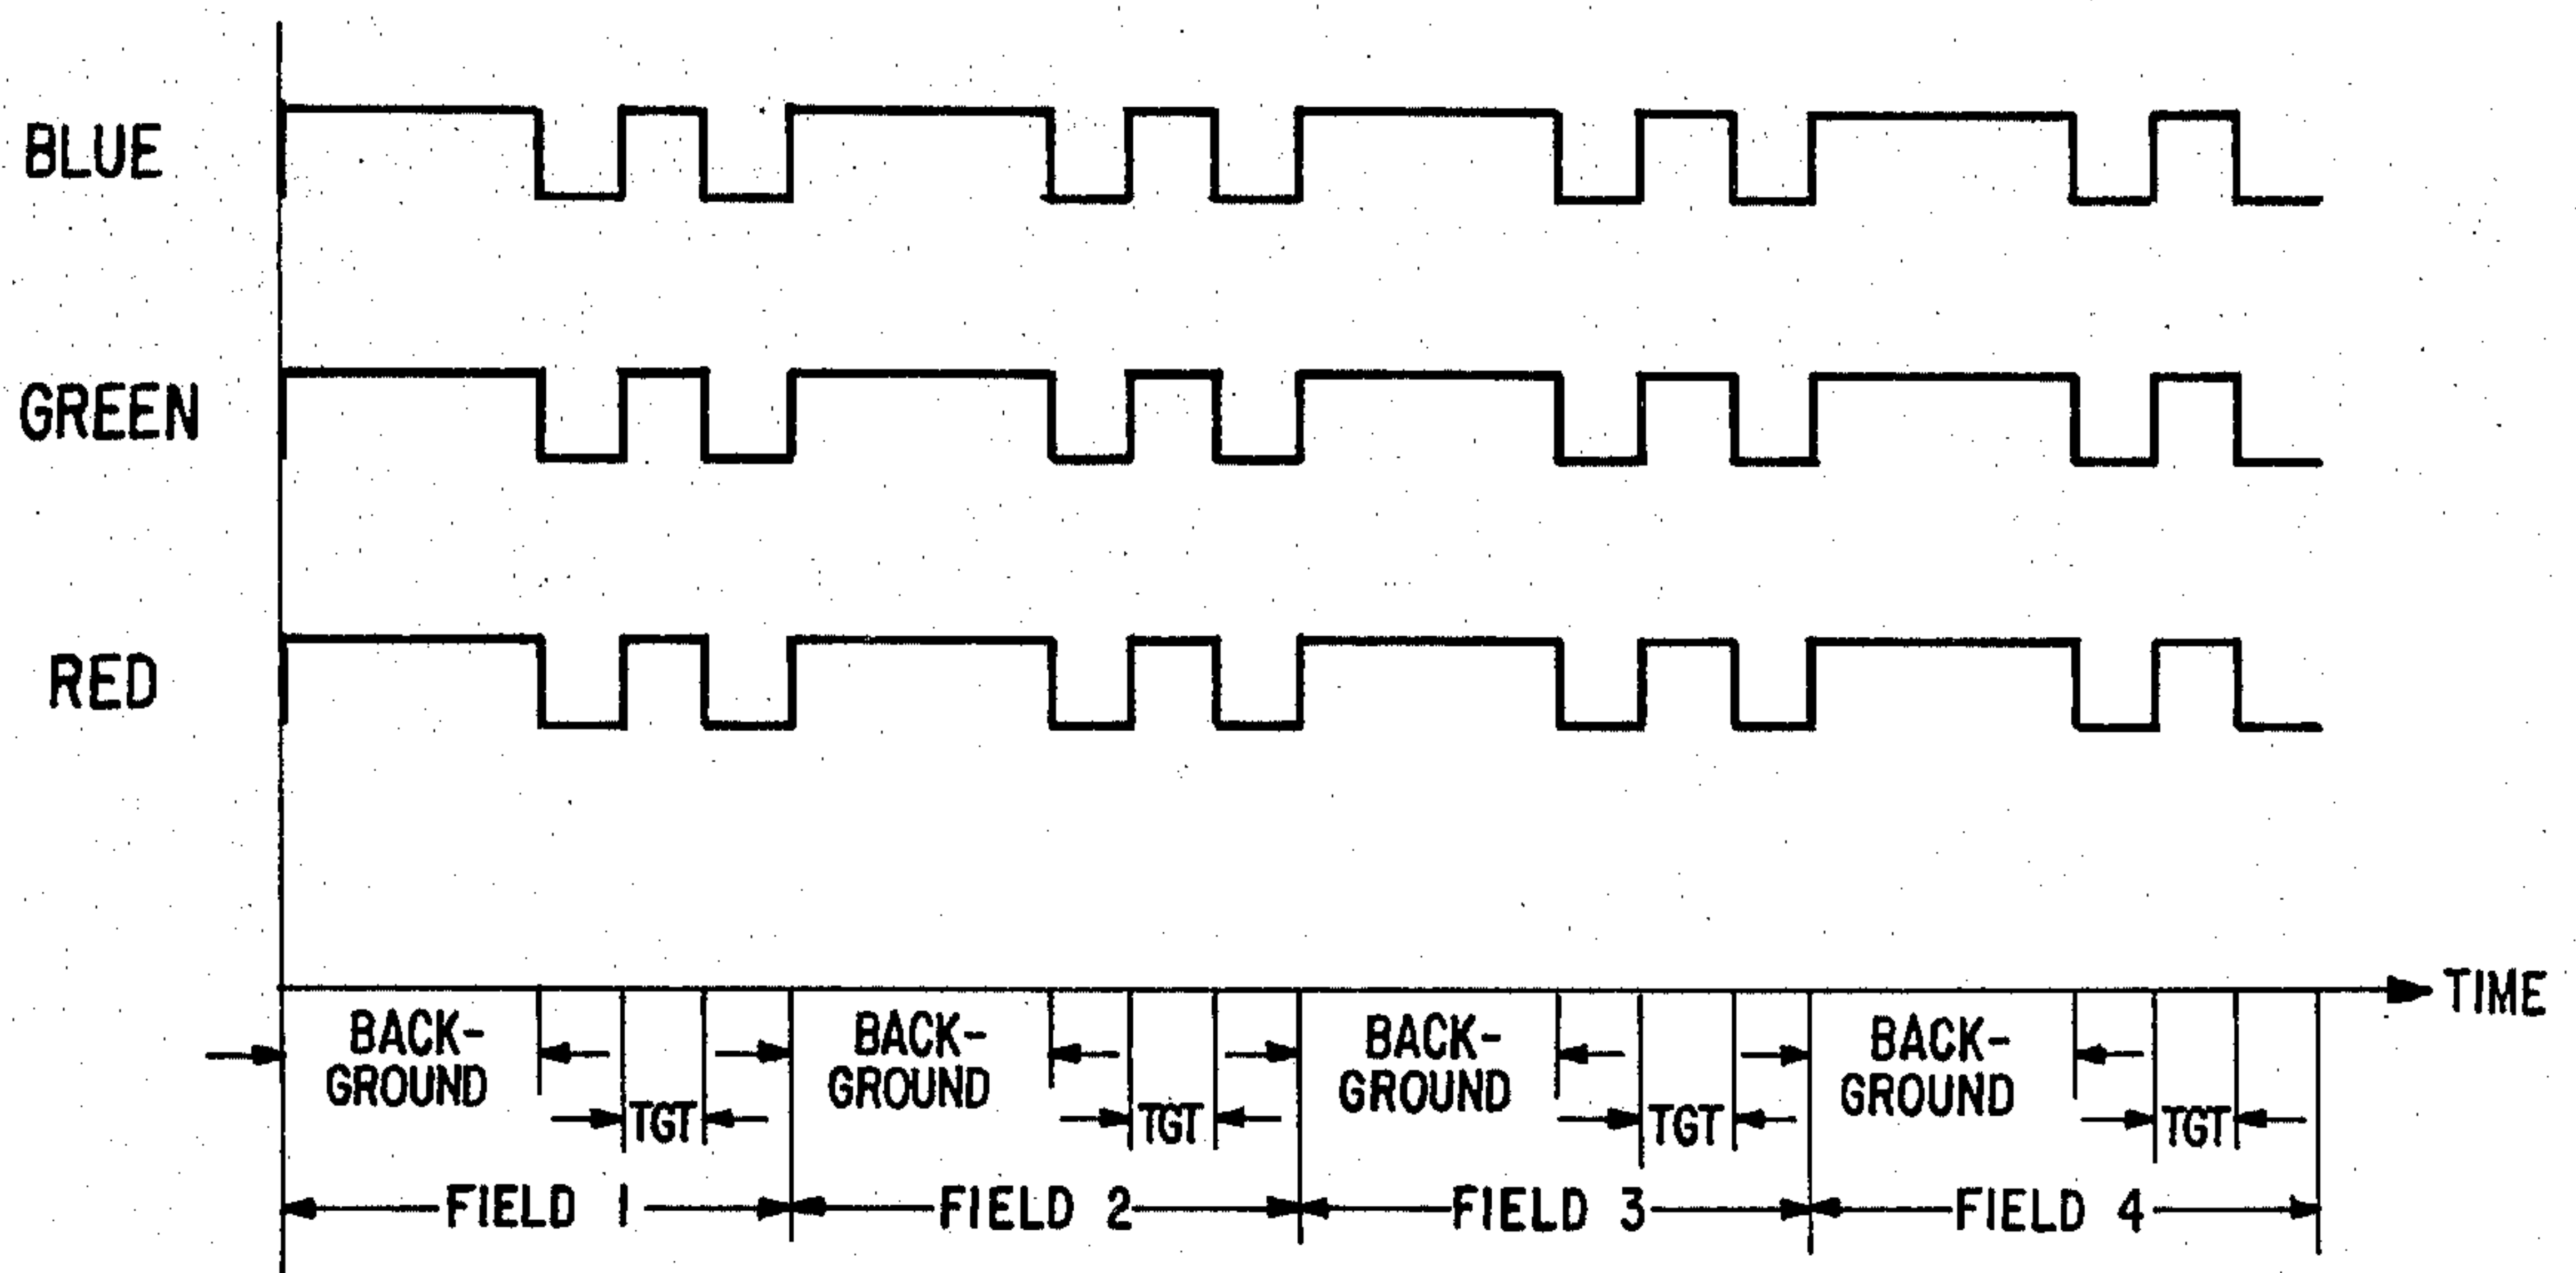 BLUE
GREEN
RED
TIME
BACK-
GROUND
BACK-
GROUND
BACK-
GROUND
BACK-
GROUND
TGT
TGT
TGT
TGT
FIELD 1
FIELD 2
FIELD 3
FIELD 4